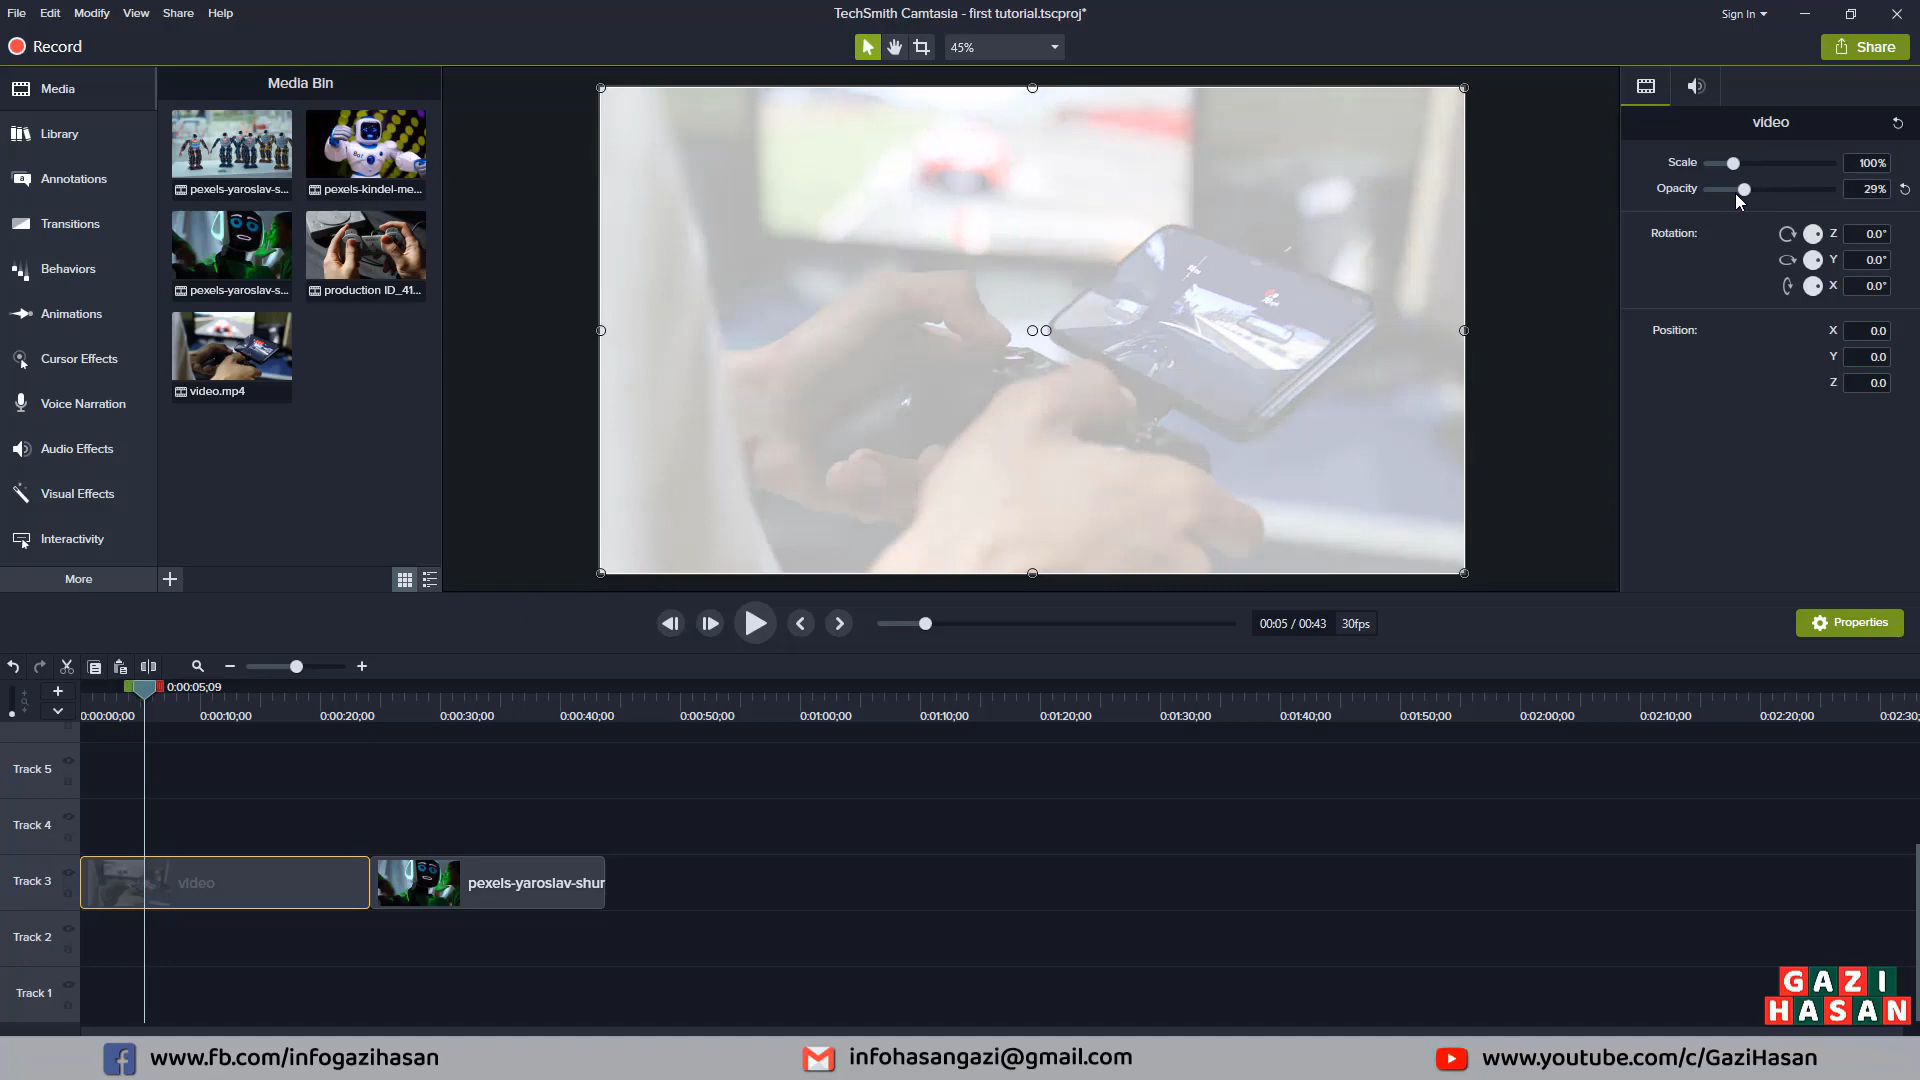 File Edit Modify View Share Help
TechSmith Camtasia - first tutorial.tscproj*
Sign In
Record
45%
Share
Media
Library
Annotations
Transitions
Behaviors
Animations
Cursor Effects
Voice Narration
Audio Effects
Visual Effects
Interactivity
More
Media Bin
pexels-yaroslav-s...
pexels-kindel-me...
Bot
pexels-yaroslav-s...
production ID_41...
video.mp4
video
Scale 100%
Opacity 29%
Rotation: Z 0.0°
Y 0.0°
X 0.0°
Position: X 0.0
Y 0.0
Z 0.0
00:05 / 00:43 30fps
Properties
0:00:05;09
0:00:00;00 0:00:10;00 0:00:20;00 0:00:30;00 0:00:40;00 0:00:50;00 0:01:00;00 0:01:10;00 0:01:20;00 0:01:30;00 0:01:40;00 0:01:50;00 0:02:00;00 0:02:10;00 0:02:20;00 0:02:30;
Track 5
Track 4
Track 3
video
pexels-yaroslav-shur
Track 2
Track 1
GAZI
HASAN
www.fb.com/infogazihasan
infohasangazi@gmail.com
www.youtube.com/c/GaziHasan